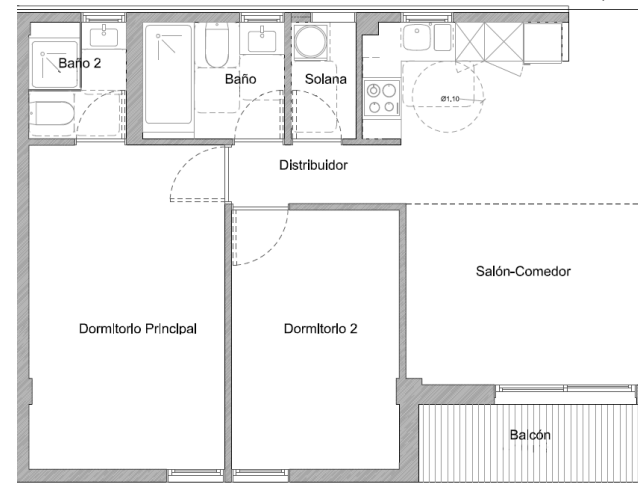 Baño 2
Baño
Solana
Ø1,10
Distribuidor
Salón-Comedor
Dormitorio Principal
Dormitorio 2
Balcón